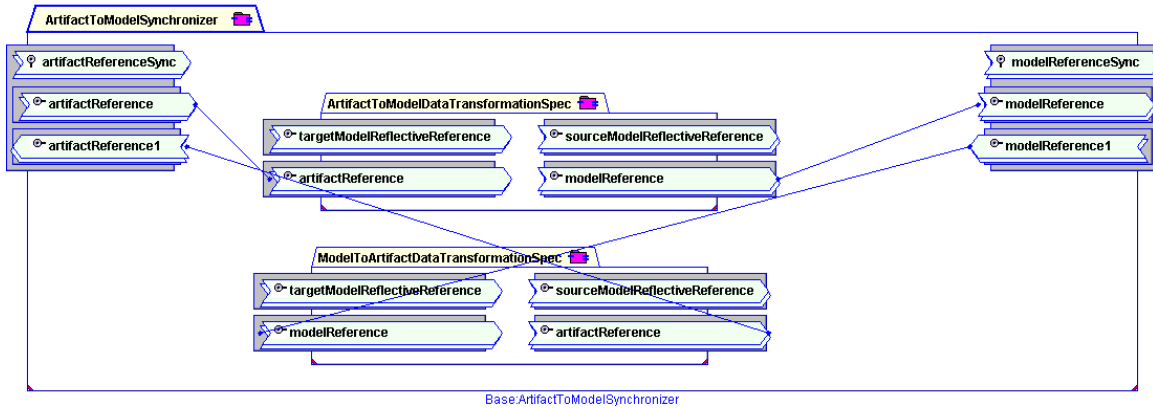 ArtifactToModelSynchronizer
artifactReferenceSync
modelReferenceSync
artifactReference
modelReference
artifactReference1
modelReference1
ArtifactToModelDataTransformationSpec
targetModelReflectiveReference
sourceModelReflectiveReference
artifactReference
modelReference
ModelToArtifactDataTransformationSpec
targetModelReflectiveReference
sourceModelReflectiveReference
modelReference
artifactReference
Base:ArtifactToModelSynchronizer